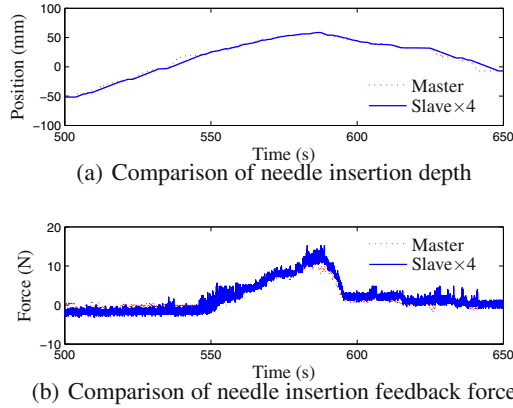 100
50
0
−50
−100
Position (mm)
Master
Slave×4
500 550 600 650
Time (s)
(a) Comparison of needle insertion depth
20
10
0
−10
Force (N)
Master
Slave×4
500 550 600 650
Time (s)
(b) Comparison of needle insertion feedback force